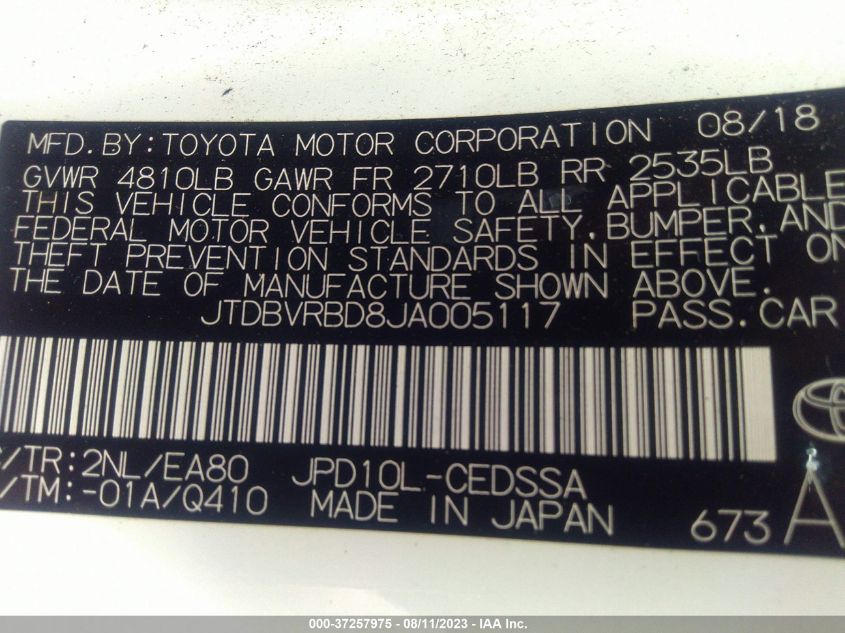 MFD. BY: TOYOTA MOTOR CORPORATION 08/18
GVWR 4810LB GAWR FR 2710LB RR 2535LB
THIS VEHICLE CONFORMS TO ALL APPLICABLE
FEDERAL MOTOR VEHICLE SAFETY, BUMPER, AND
THEFT PREVENTION STANDARDS IN EFFECT ON
THE DATE OF MANUFACTURE SHOWN ABOVE.
JTDBVRBD8JA005117 PASS. CAR
/TR: 2NL/EA80 JPD10L-CEDSSA
/TM: -01A/Q410 MADE IN JAPAN 673 A
000-37257975 - 08/11/2023 - JPJ - IAA Inc.